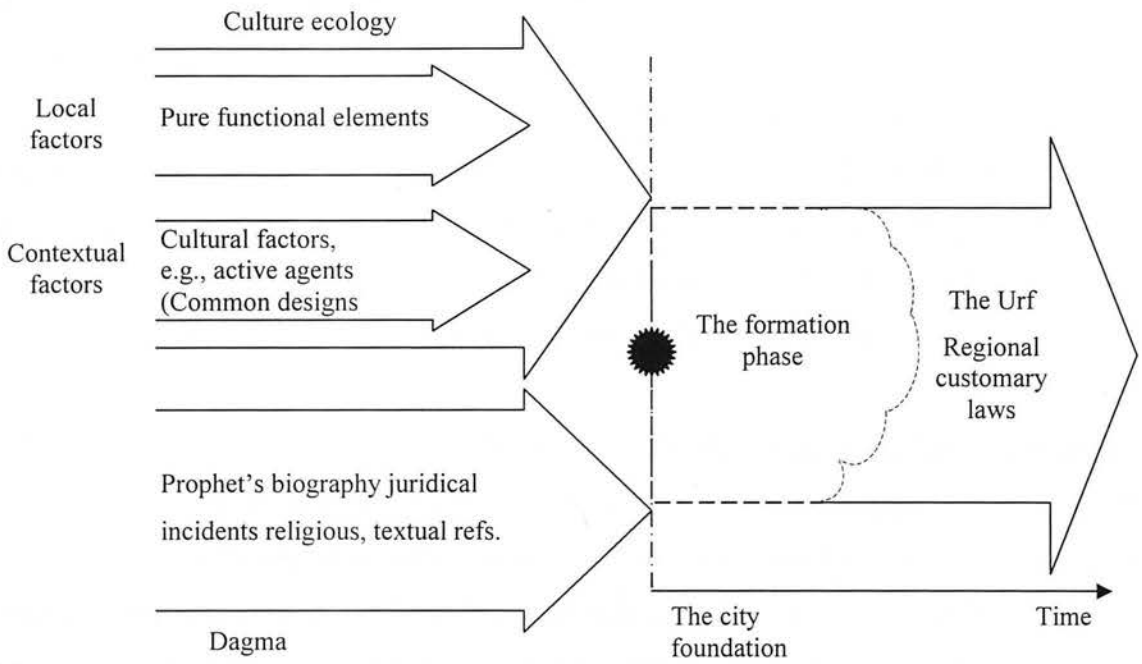 Culture ecology
Local
factors
Pure functional elements
Contextual
factors
Cultural factors,
e.g., active agents
(Common designs
Prophet's biography juridical
incidents religious, textual refs.
Dagma
The formation
phase
The Urf
Regional
customary
laws
The city
foundation
Time